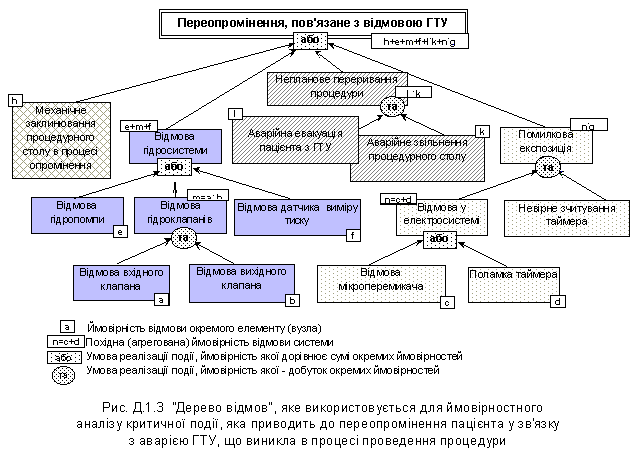 Переопромінення, пов'язане з відмовою ГТУ
або
h+e+m+f+l·k+n·g
Непланове переривання
процедури
l·k
та
h
Механічне
заклинювання
процедурного
столу в процесі
опромінення
e+m+f
Відмова
гідросистеми
або
l
Аварійна евакуація
пацієнта з ГТУ
k
Аварійне звільнення
процедурного столу
n·g
Помилкова
експозиція
та
Відмова
гідропомпи
e
m=a·b
Відмова
гідроклапанів
та
Відмова датчика виміру
тиску
f
n=c+d
Відмова у
електросистемі
або
Невірне зчитування
таймера
Відмова вхідного
клапана
a
Відмова вихідного
клапана
b
Відмова
мікроперемикача
c
Поламка таймера
d
a Ймовірність відмови окремого елементу (вузла)
n=c+d Похідна (агрегована) ймовірність відмови системи
або Умова реалізації події, ймовірність якої дорівнює сумі окремих ймовірностей
та Умова реалізації події, ймовірність якої - добуток окремих ймовірностей
Рис. Д.1.3 "Дерево відмов", яке використовується для ймовірностного
аналізу критичної події, яка приводить до переопромінення пацієнта у зв'язку
з аварією ГТУ, що виникла в процесі проведення процедури